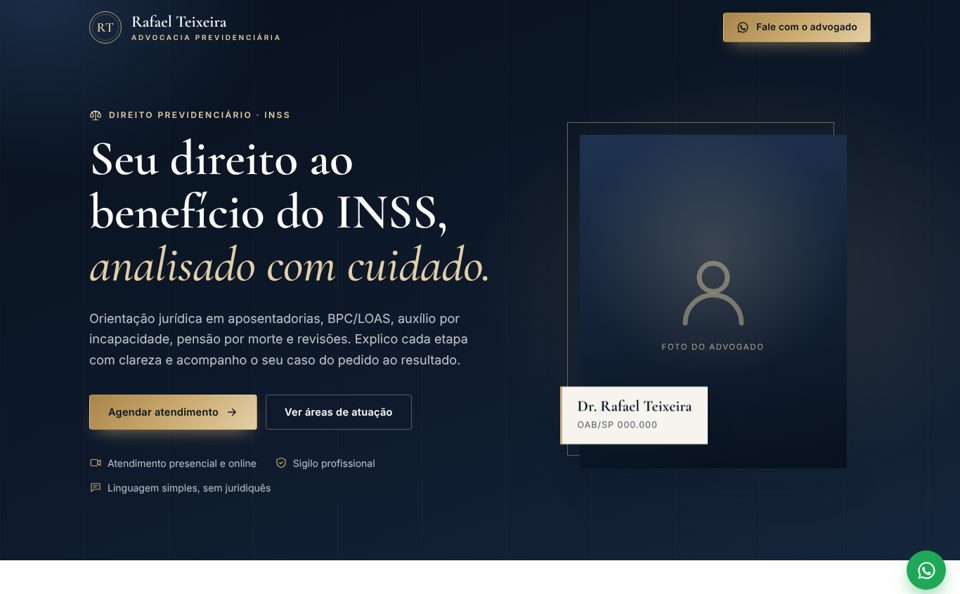 RT
Rafael Teixeira
ADVOCACIA PREVIDENCIÁRIA
Fale com o advogado
DIREITO PREVIDENCIÁRIO · INSS
Seu direito ao
benefício do INSS,
analisado com cuidado.
Orientação jurídica em aposentadorias, BPC/LOAS, auxílio por
incapacidade, pensão por morte e revisões. Explico cada etapa
com clareza e acompanho o seu caso do pedido ao resultado.
Agendar atendimento →
Ver áreas de atuação
Atendimento presencial e online
Sigilo profissional
Linguagem simples, sem juridiquês
FOTO DO ADVOGADO
Dr. Rafael Teixeira
OAB/SP 000.000